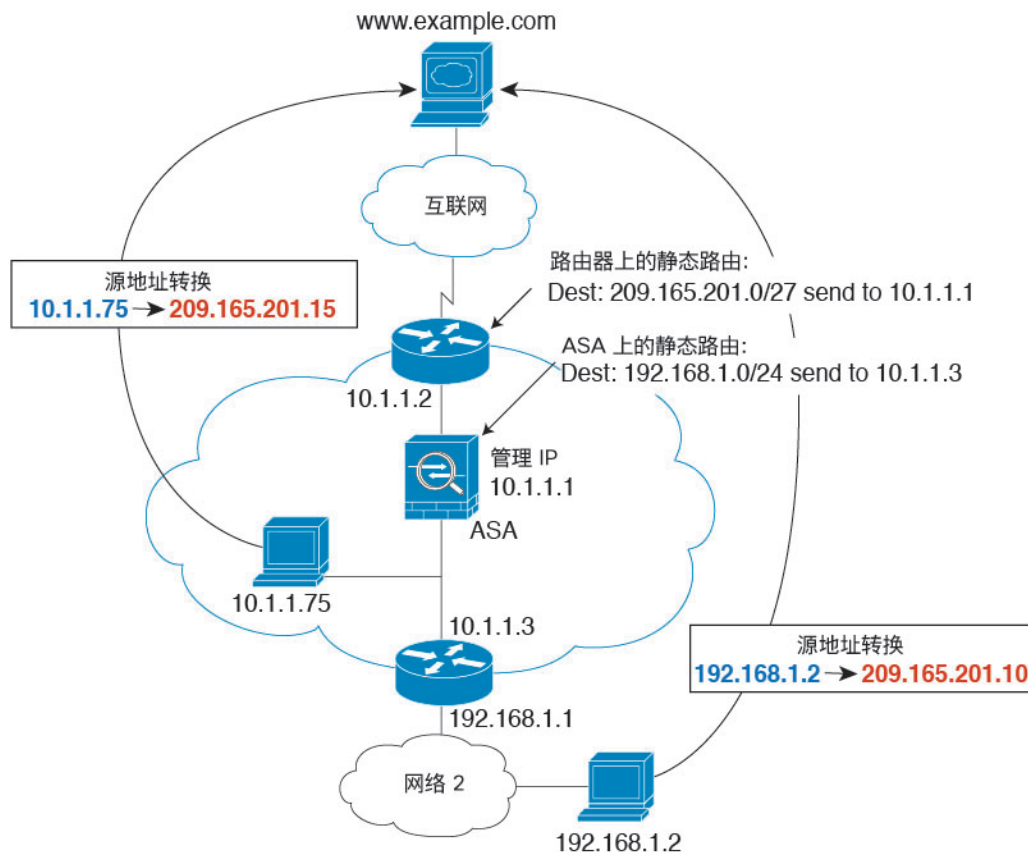 www.example.com
互联网
源地址转换
10.1.1.75 209.165.201.15
路由器上的静态路由:
Dest: 209.165.201.0/27 send to 10.1.1.1
ASA 上的静态路由:
Dest: 192.168.1.0/24 send to 10.1.1.3
10.1.1.2
管理 IP
10.1.1.1
ASA
10.1.1.75
10.1.1.3
源地址转换
192.168.1.2 209.165.201.10
192.168.1.1
网络 2
192.168.1.2